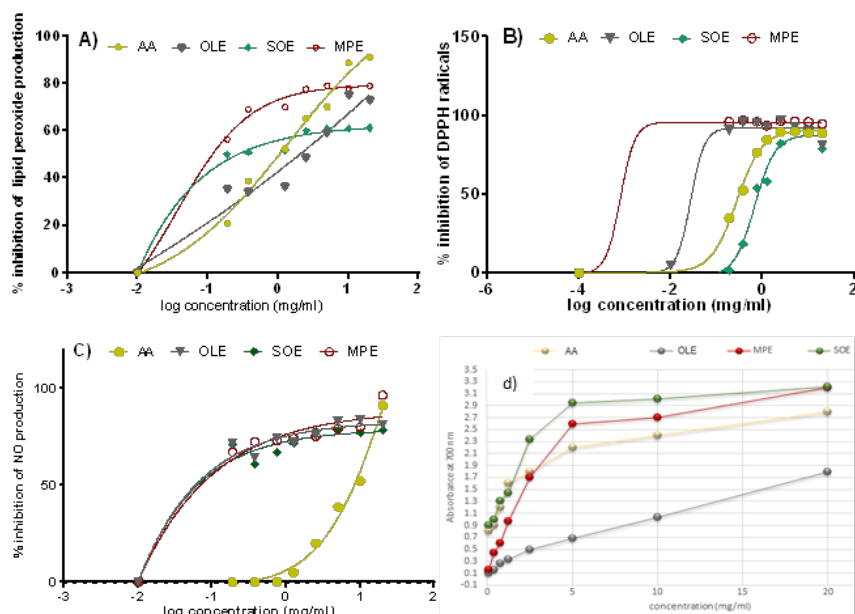 A)
AA OLE SOE MPE
% inhibition of lipid peroxide production
100
80
60
40
20
0
-3 -2 -1 0 1 2
log concentration (mg/ml)
B)
AA OLE SOE MPE
% inhibition of DPPH radicals
150
100
50
0
-6 -4 -2 0 2
log concentration (mg/ml)
C)
AA OLE SOE MPE
% inhibition of NO production
100
50
0
-3 -2 -1 0 1 2
log concentration (mg/ml)
d)
AA OLE MPE SOE
Absorbance at 700 nm
3.5
3.3
3.1
2.9
2.7
2.5
2.3
2.1
1.9
1.7
1.5
1.3
1.1
0.9
0.7
0.5
0.3
0.1
-0.1
0 5 10 15 20
concentration (mg/ml)